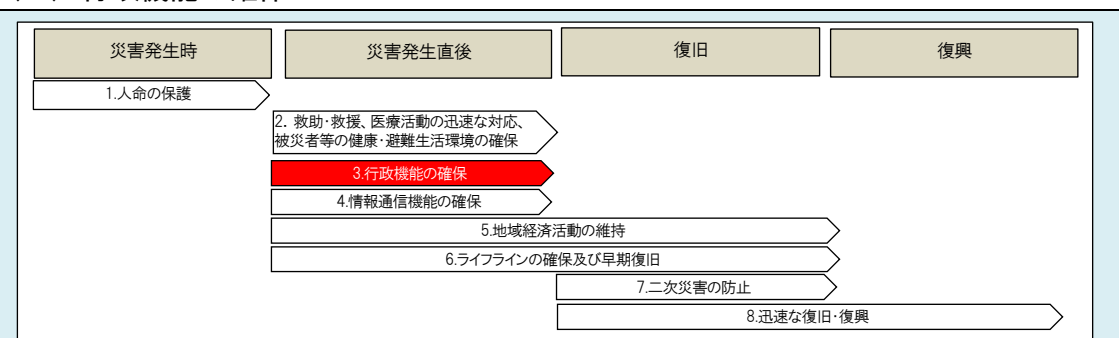 災害発生時
災害発生直後
復旧
復興
1.人命の保護
2. 救助・救援、医療活動の迅速な対応、
被災者等の健康・避難生活環境の確保
3.行政機能の確保
4.情報通信機能の確保
5.地域経済活動の維持
6.ライフラインの確保及び早期復旧
7.二次災害の防止
8.迅速な復旧・復興